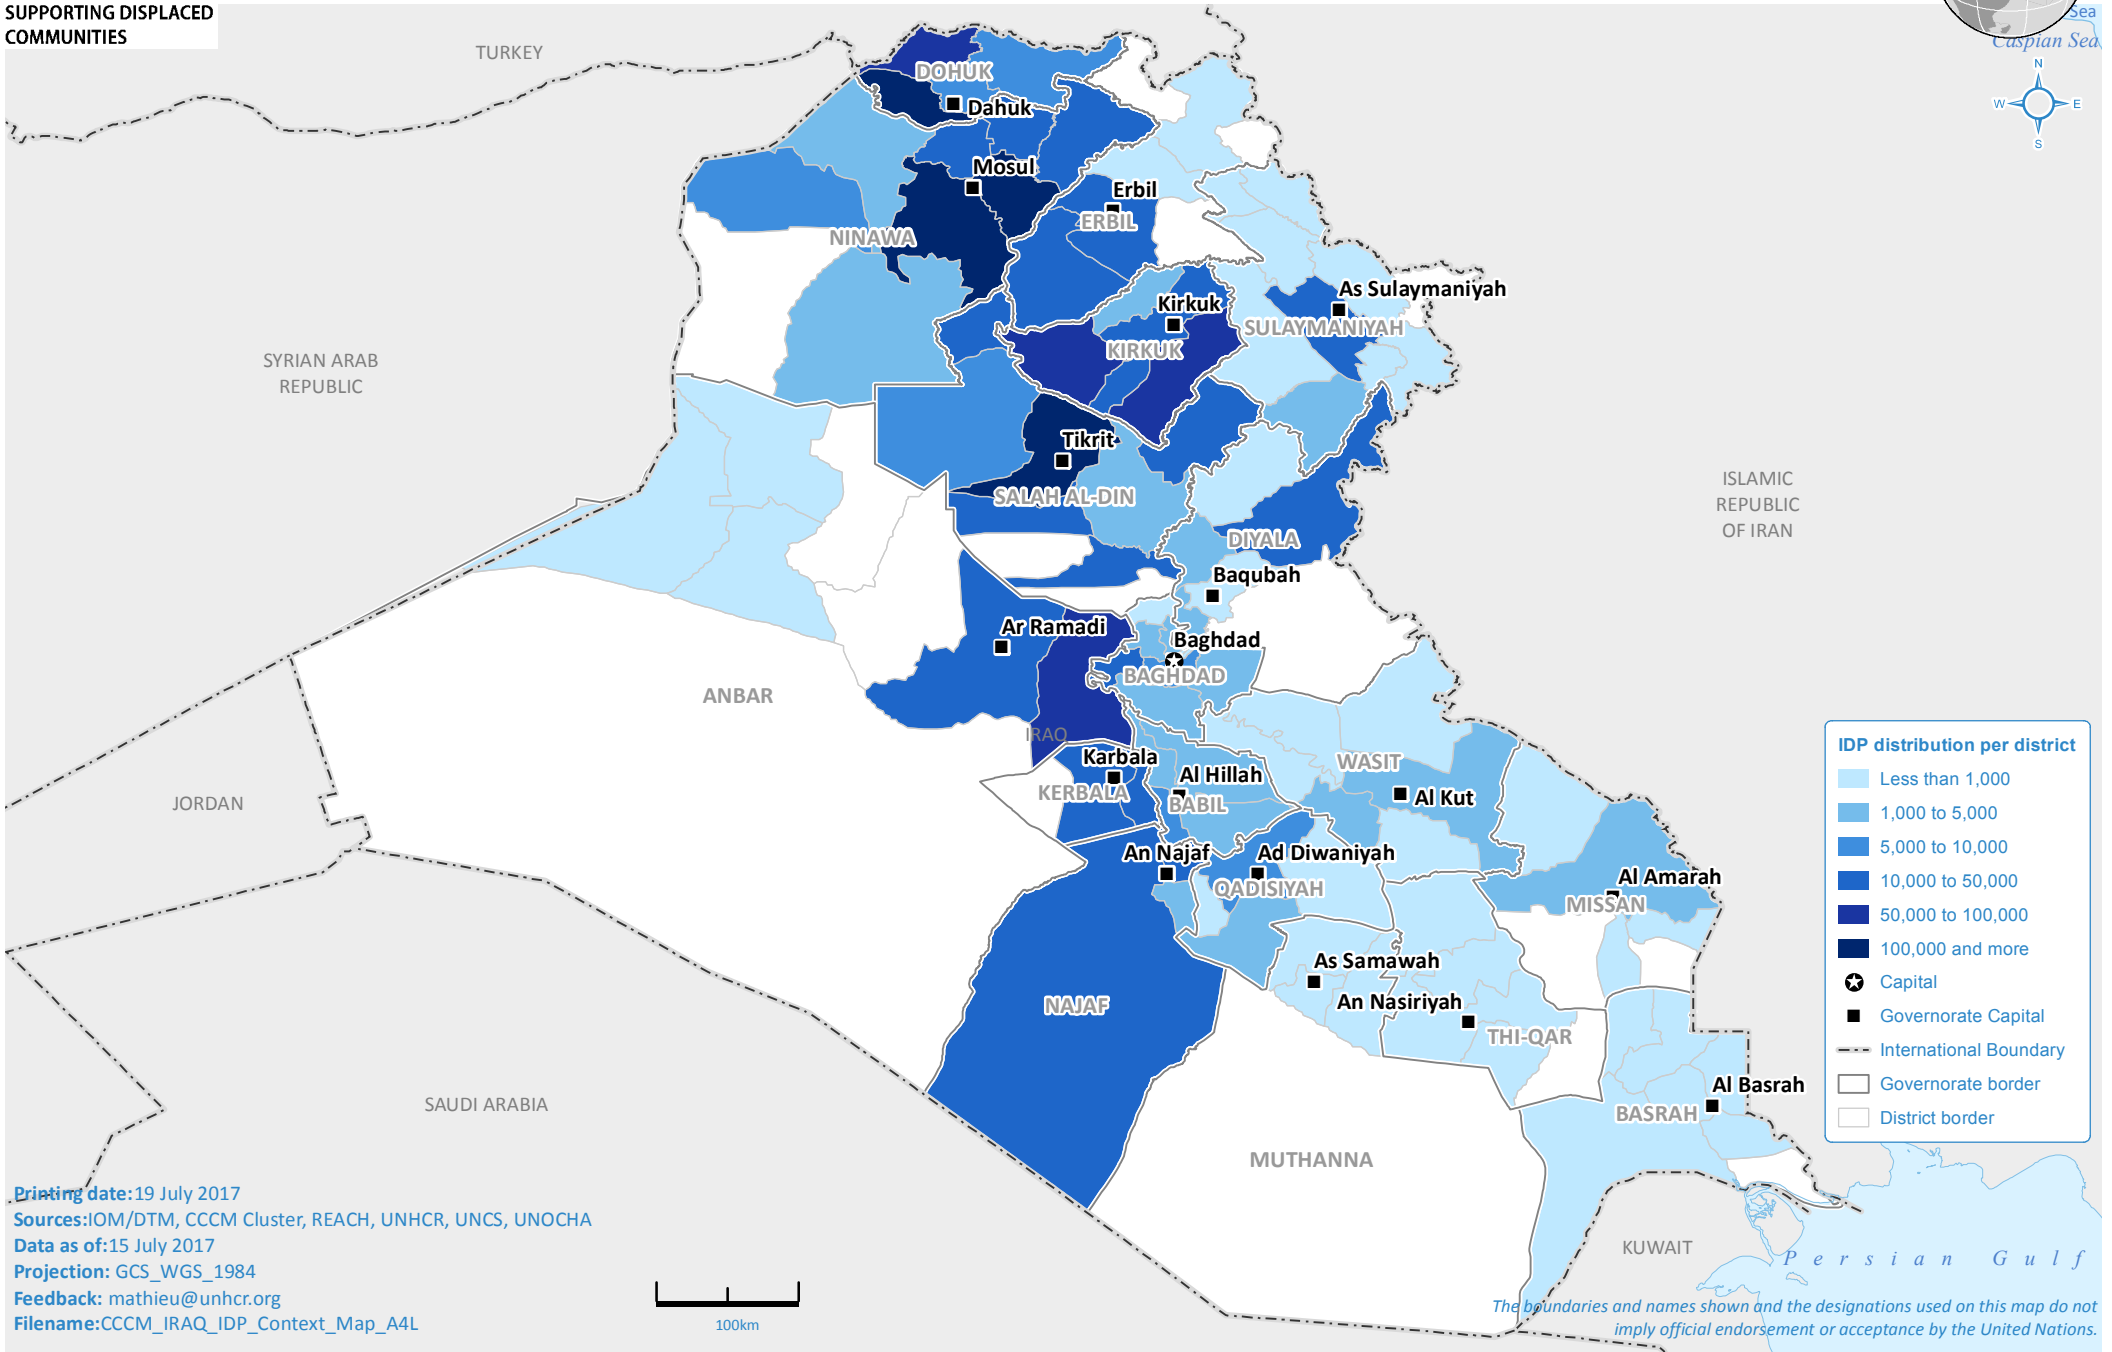 SUPPORTING DISPLACED
COMMUNITIES
TURKEY
Sea
Caspian Sea
N
W
E
S
DOHUK
Dahuk
Mosul
Erbil
ERBIL
NINAWA
As Sulaymaniyah
Kirkuk
SULAYMANIYAH
KIRKUK
SYRIAN ARAB
REPUBLIC
Tikrit
SALAH AL-DIN
ISLAMIC
REPUBLIC
OF IRAN
DIYALA
Baqubah
Ar Ramadi
Baghdad
BAGHDAD
ANBAR
IRAQ
Karbala
KERBALA
Al Hillah
BABIL
WASIT
Al Kut
JORDAN
An Najaf
Ad Diwaniyah
QADISIYAH
Al Amarah
MISSAN
As Samawah
An Nasiriyah
NAJAF
THI-QAR
Al Basrah
BASRAH
SAUDI ARABIA
MUTHANNA
KUWAIT
Persian Gulf
IDP distribution per district
Less than 1,000
1,000 to 5,000
5,000 to 10,000
10,000 to 50,000
50,000 to 100,000
100,000 and more
Capital
Governorate Capital
International Boundary
Governorate border
District border
Printing date:19 July 2017
Sources:IOM/DTM, CCCM Cluster, REACH, UNHCR, UNCS, UNOCHA
Data as of:15 July 2017
Projection: GCS_WGS_1984
Feedback: mathieu@unhcr.org
Filename:CCCM_IRAQ_IDP_Context_Map_A4L
100km
The boundaries and names shown and the designations used on this map do not
imply official endorsement or acceptance by the United Nations.